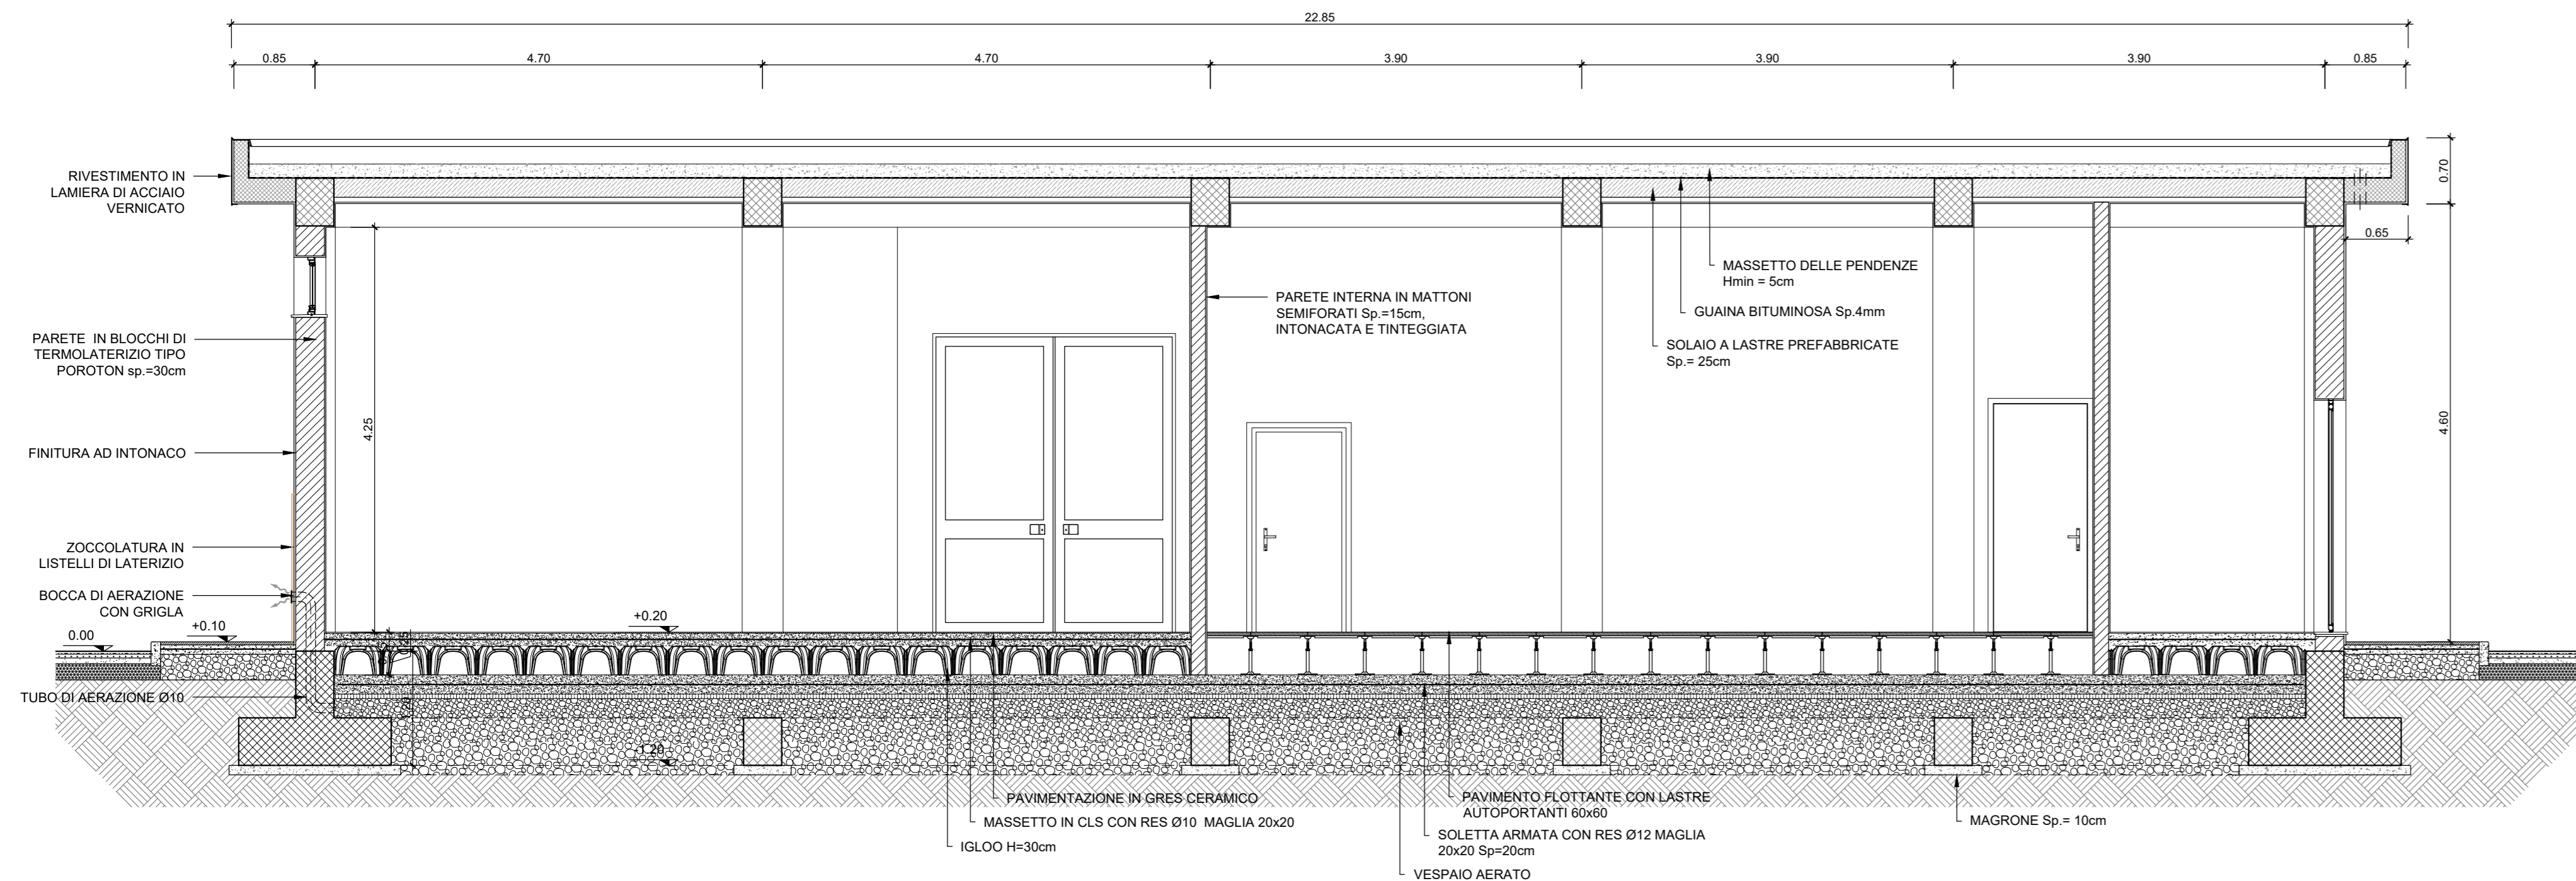 22.85
0.85
4.70
4.70
3.90
3.90
3.90
0.85
RIVESTIMENTO IN
LAMIERA DI ACCIAIO
VERNICATO
0.70
0.65
MASSETTO DELLE PENDENZE
Hmin = 5cm
PARETE INTERNA IN MATTONI
SEMIFORATI Sp.=15cm,
INTONACATA E TINTEGGIATA
GUAINA BITUMINOSA Sp.4mm
SOLAIO A LASTRE PREFABBRICATE
Sp.= 25cm
PARETE IN BLOCCHI DI
TERMOLATERIZIO TIPO
POROTON sp.=30cm
4.25
4.60
FINITURA AD INTONACO
ZOCCOLATURA IN
LISTELLI DI LATERIZIO
BOCCA DI AERAZIONE
CON GRIGLA
+0.20
+0.10
0.00
0.25
TUBO DI AERAZIONE Ø10
1.20
-1.20
PAVIMENTAZIONE IN GRES CERAMICO
MASSETTO IN CLS CON RES Ø10 MAGLIA 20x20
IGLOO H=30cm
PAVIMENTO FLOTTANTE CON LASTRE
AUTOPORTANTI 60x60
SOLETTA ARMATA CON RES Ø12 MAGLIA
20x20 Sp=20cm
VESPAIO AERATO
MAGRONE Sp.= 10cm